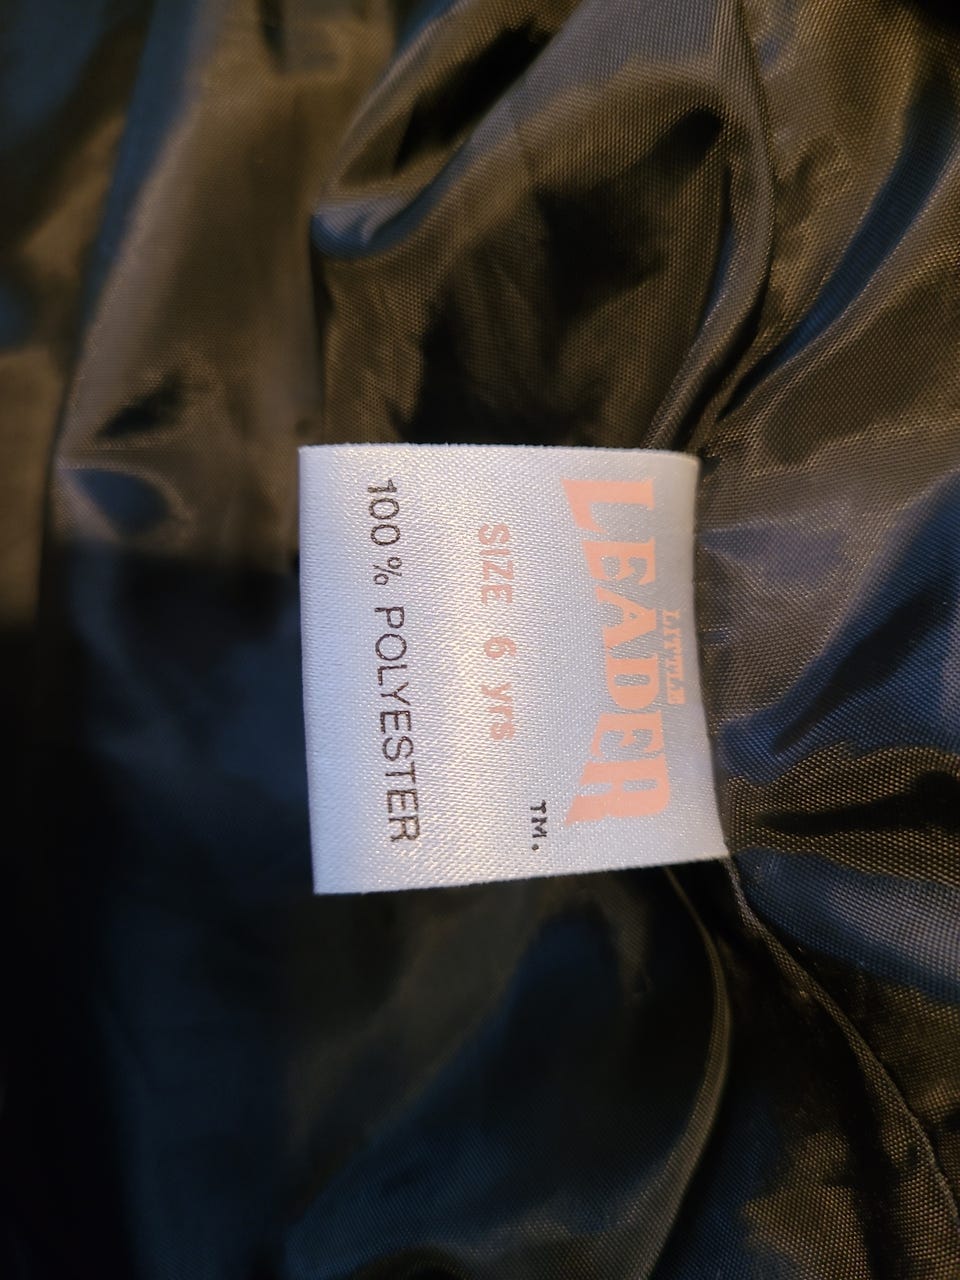 LITTLE
LEADER
TM.
SIZE 6 yrs
100 % POLYESTER